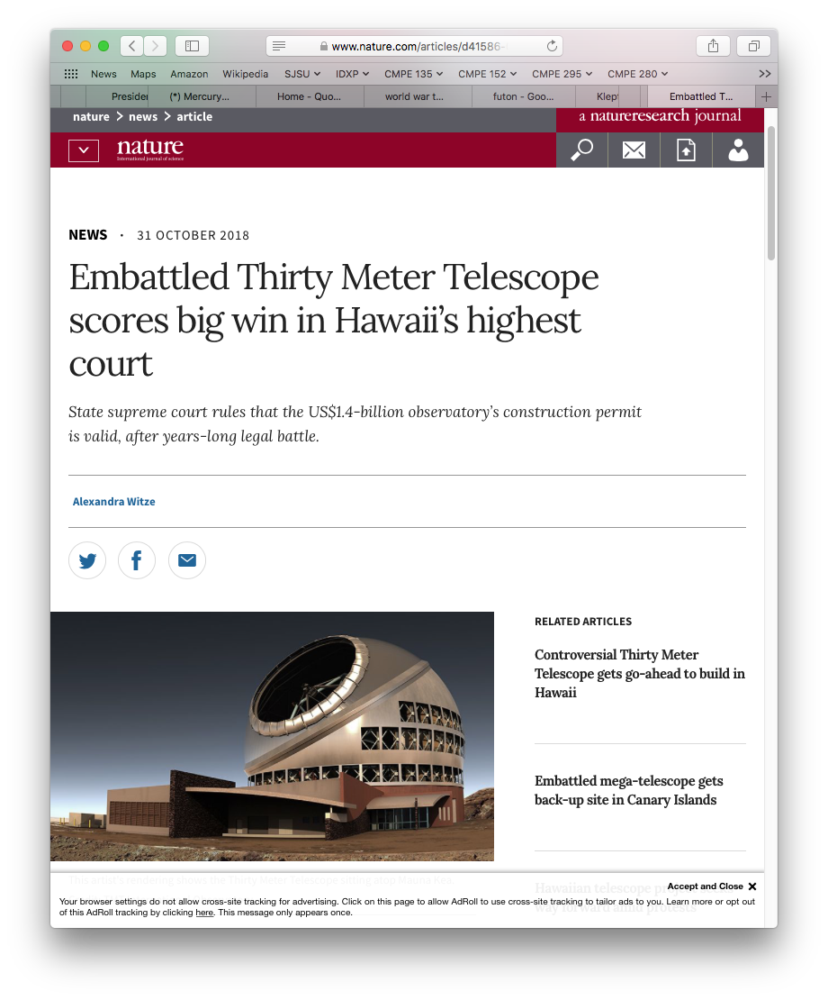 www.nature.com/articles/d41586-
News Maps Amazon Wikipedia SJSU IDXP CMPE 135 CMPE 152 CMPE 295 CMPE 280
Presiden (*) Mercury... Home - Quo... world war t... futon - Goo... Klept Embattled T...
nature > news > article
a natureresearch journal
nature
International journal of science
NEWS · 31 OCTOBER 2018
Embattled Thirty Meter Telescope
scores big win in Hawaii’s highest
court
State supreme court rules that the US$1.4-billion observatory’s construction permit
is valid, after years-long legal battle.
Alexandra Witze
RELATED ARTICLES
Controversial Thirty Meter
Telescope gets go-ahead to build in
Hawaii
Embattled mega-telescope gets
back-up site in Canary Islands
This artist's rendering shows the Thirty Meter Telescope sitting atop Mauna Kea.
Hawaiian telescope
way forward amid protests
Accept and Close
Your browser settings do not allow cross-site tracking for advertising. Click on this page to allow AdRoll to use cross-site tracking to tailor ads to you. Learn more or opt out
of this AdRoll tracking by clicking here. This message only appears once.